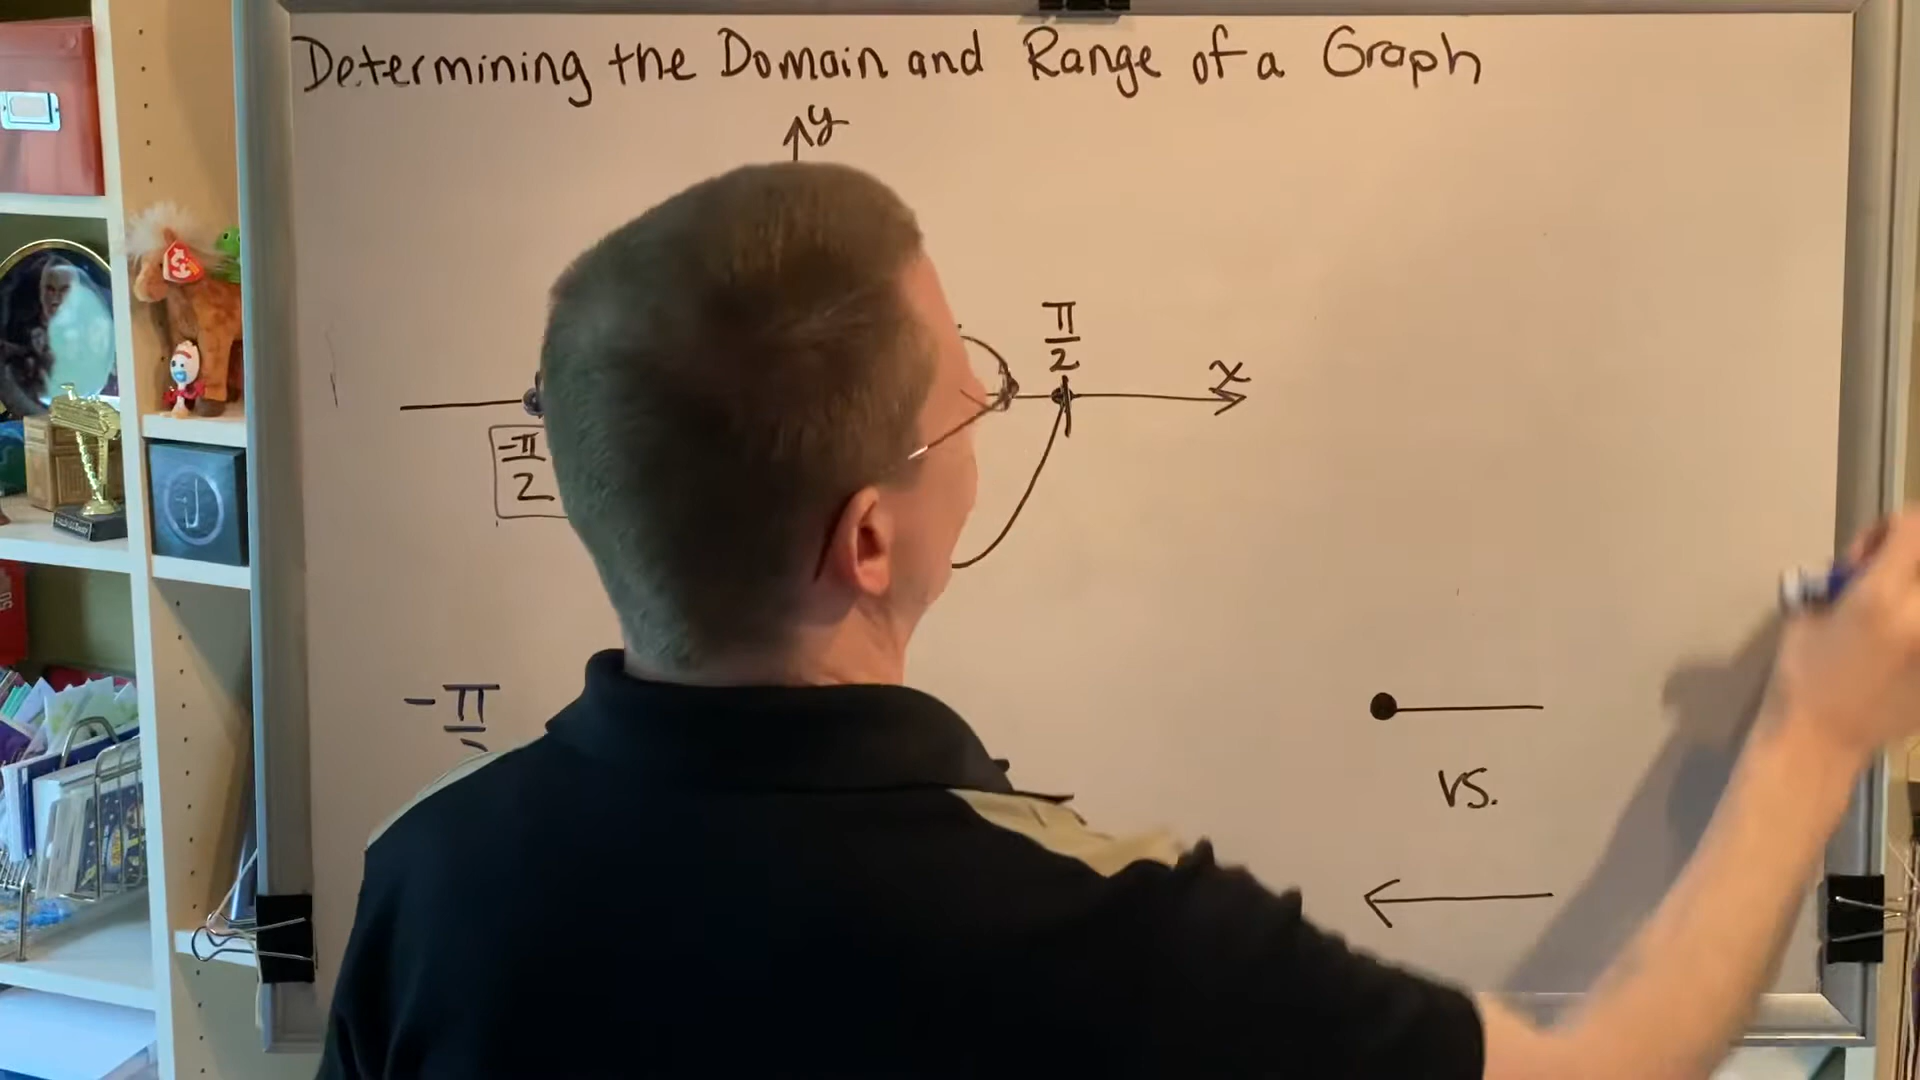 Determining the Domain and Range of a Graph
y
π
2
x
-π
2
-π
vs.